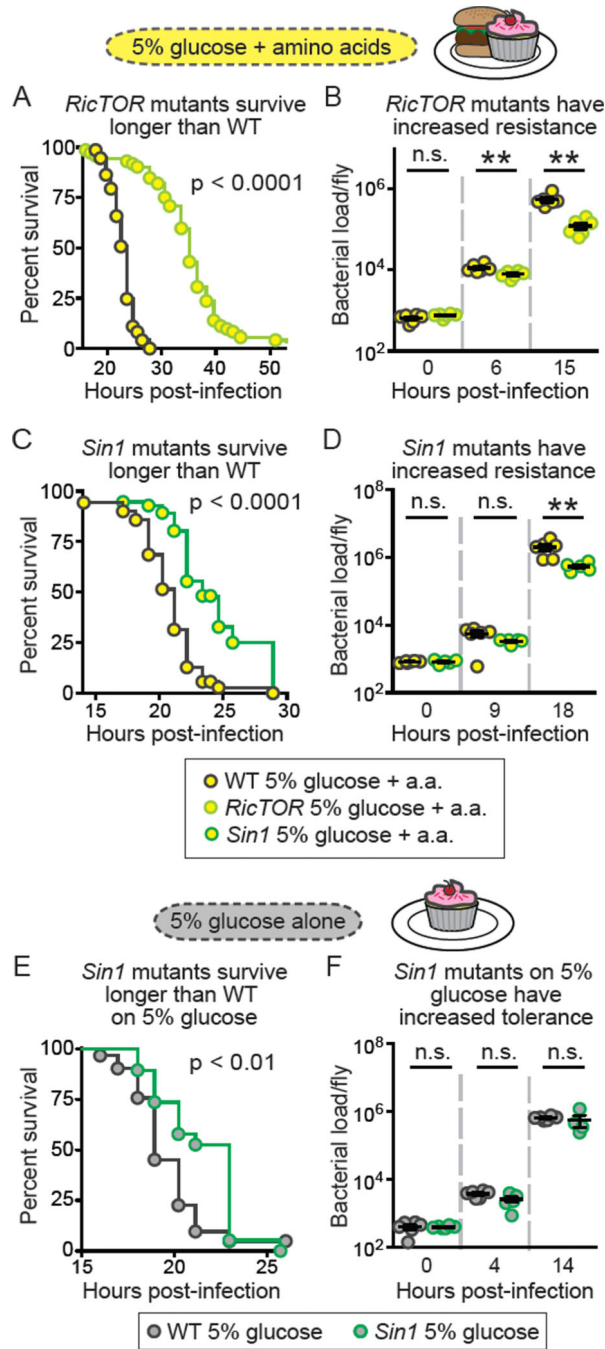 5% glucose + amino acids
A
RicTOR mutants survive
longer than WT
p < 0.0001
Percent survival
100
75
50
25
0
20
30
40
50
Hours post-infection
B
RicTOR mutants have
increased resistance
n.s.
**
**
Bacterial load/fly
10^6
10^4
10^2
0
6
15
Hours post-infection
C
Sin1 mutants survive
longer than WT
p < 0.0001
Percent survival
100
75
50
25
0
15
20
25
30
Hours post-infection
D
Sin1 mutants have
increased resistance
n.s.
n.s.
**
Bacterial load/fly
10^8
10^6
10^4
10^2
0
9
18
Hours post-infection
WT 5% glucose + a.a.
RicTOR 5% glucose + a.a.
Sin1 5% glucose + a.a.
5% glucose alone
E
Sin1 mutants survive
longer than WT
on 5% glucose
p < 0.01
Percent survival
100
75
50
25
0
15
20
25
Hours post-infection
F
Sin1 mutants on 5%
glucose have
increased tolerance
n.s.
n.s.
n.s.
Bacterial load/fly
10^8
10^6
10^4
10^2
0
4
14
Hours post-infection
WT 5% glucose
Sin1 5% glucose